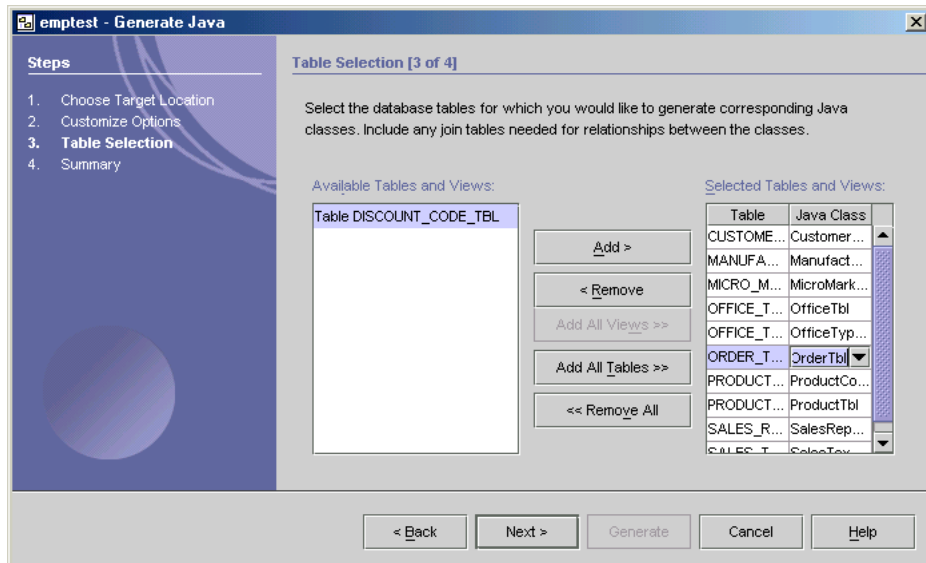 emptest - Generate Java
Steps
1. Choose Target Location
2. Customize Options
3. Table Selection
4. Summary
Table Selection [3 of 4]
Select the database tables for which you would like to generate corresponding Java
classes. Include any join tables needed for relationships between the classes.
Available Tables and Views:
Table DISCOUNT_CODE_TBL
Add >
< Remove
Add All Views >>
Add All Tables >>
<< Remove All
Selected Tables and Views:
Table Java Class
CUSTOME... Customer...
MANUFA... Manufact...
MICRO_M... MicroMark...
OFFICE_T... OfficeTbl
OFFICE_T... OfficeTyp...
ORDER_T... OrderTbl
PRODUCT... ProductCo...
PRODUCT... ProductTbl
SALES_R... SalesRep...
SALES_T... SalesTax...
< Back
Next >
Generate
Cancel
Help